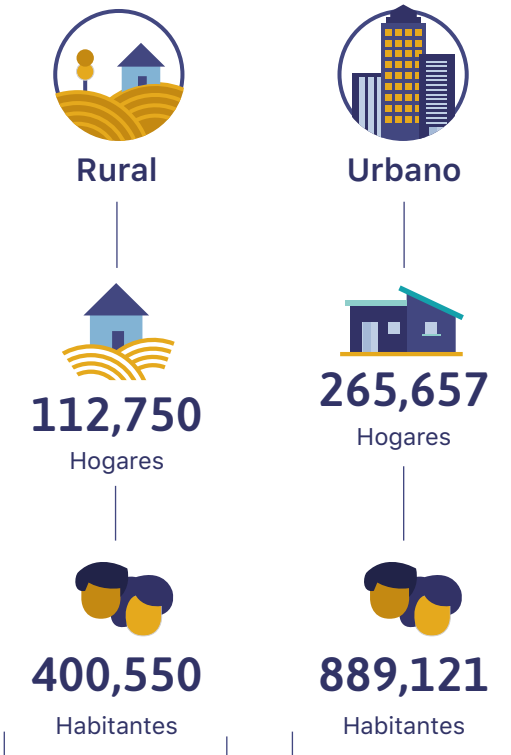 Rural
112,750
Hogares
400,550
Habitantes
Urbano
265,657
Hogares
889,121
Habitantes